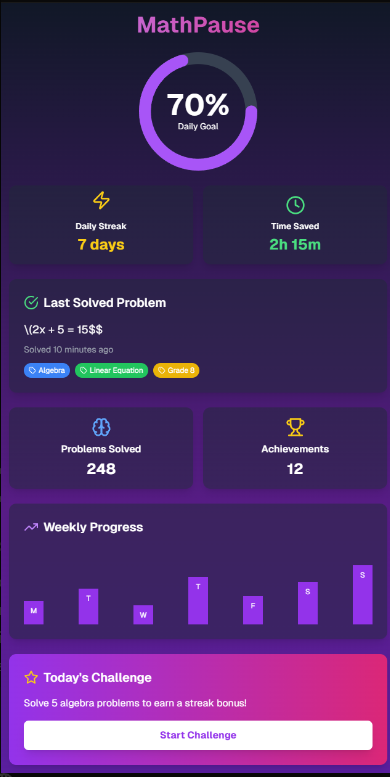 MathPause
70%
Daily Goal
Daily Streak
7 days
Time Saved
2h 15m
Last Solved Problem
\(2x + 5 = 15$$
Solved 10 minutes ago
Algebra
Linear Equation
Grade 8
Problems Solved
248
Achievements
12
Weekly Progress
M
T
W
T
F
S
S
Today's Challenge
Solve 5 algebra problems to earn a streak bonus!
Start Challenge